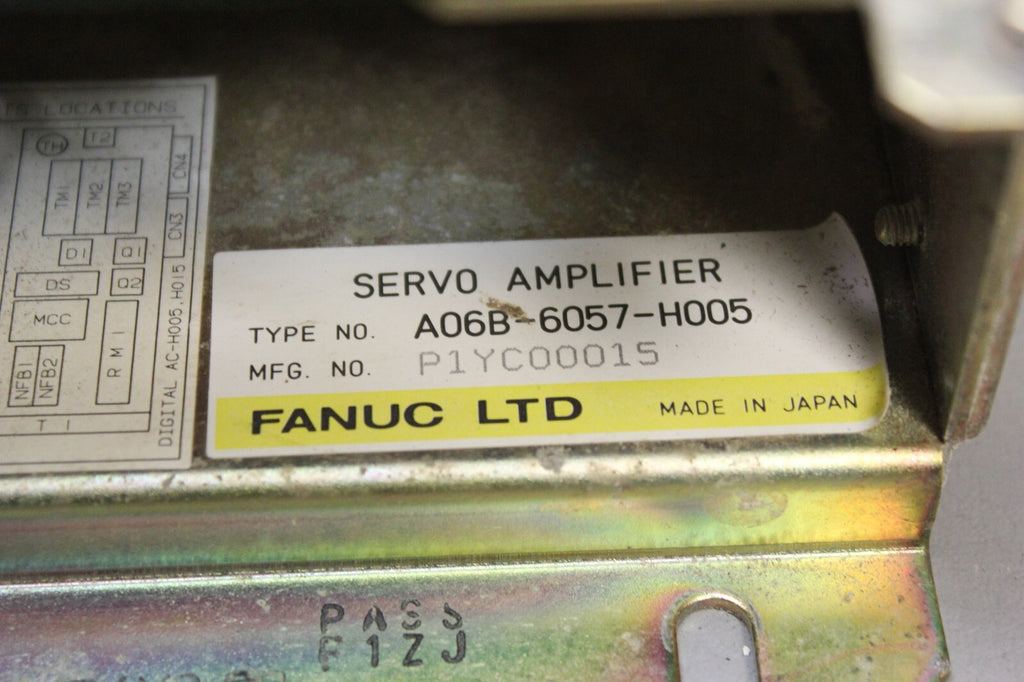 LOCATIONS
TH
T2
TM1
TM2
TM3
CN4
CN3
D1
Q1
DS
Q2
MCC
RM1
NFB1
NFB2
T1
DIGITAL AC-H005.H015
SERVO AMPLIFIER
TYPE NO. A06B-6057-H005
MFG. NO. P1YC00015
FANUC LTD MADE IN JAPAN
PASS
F1ZJ